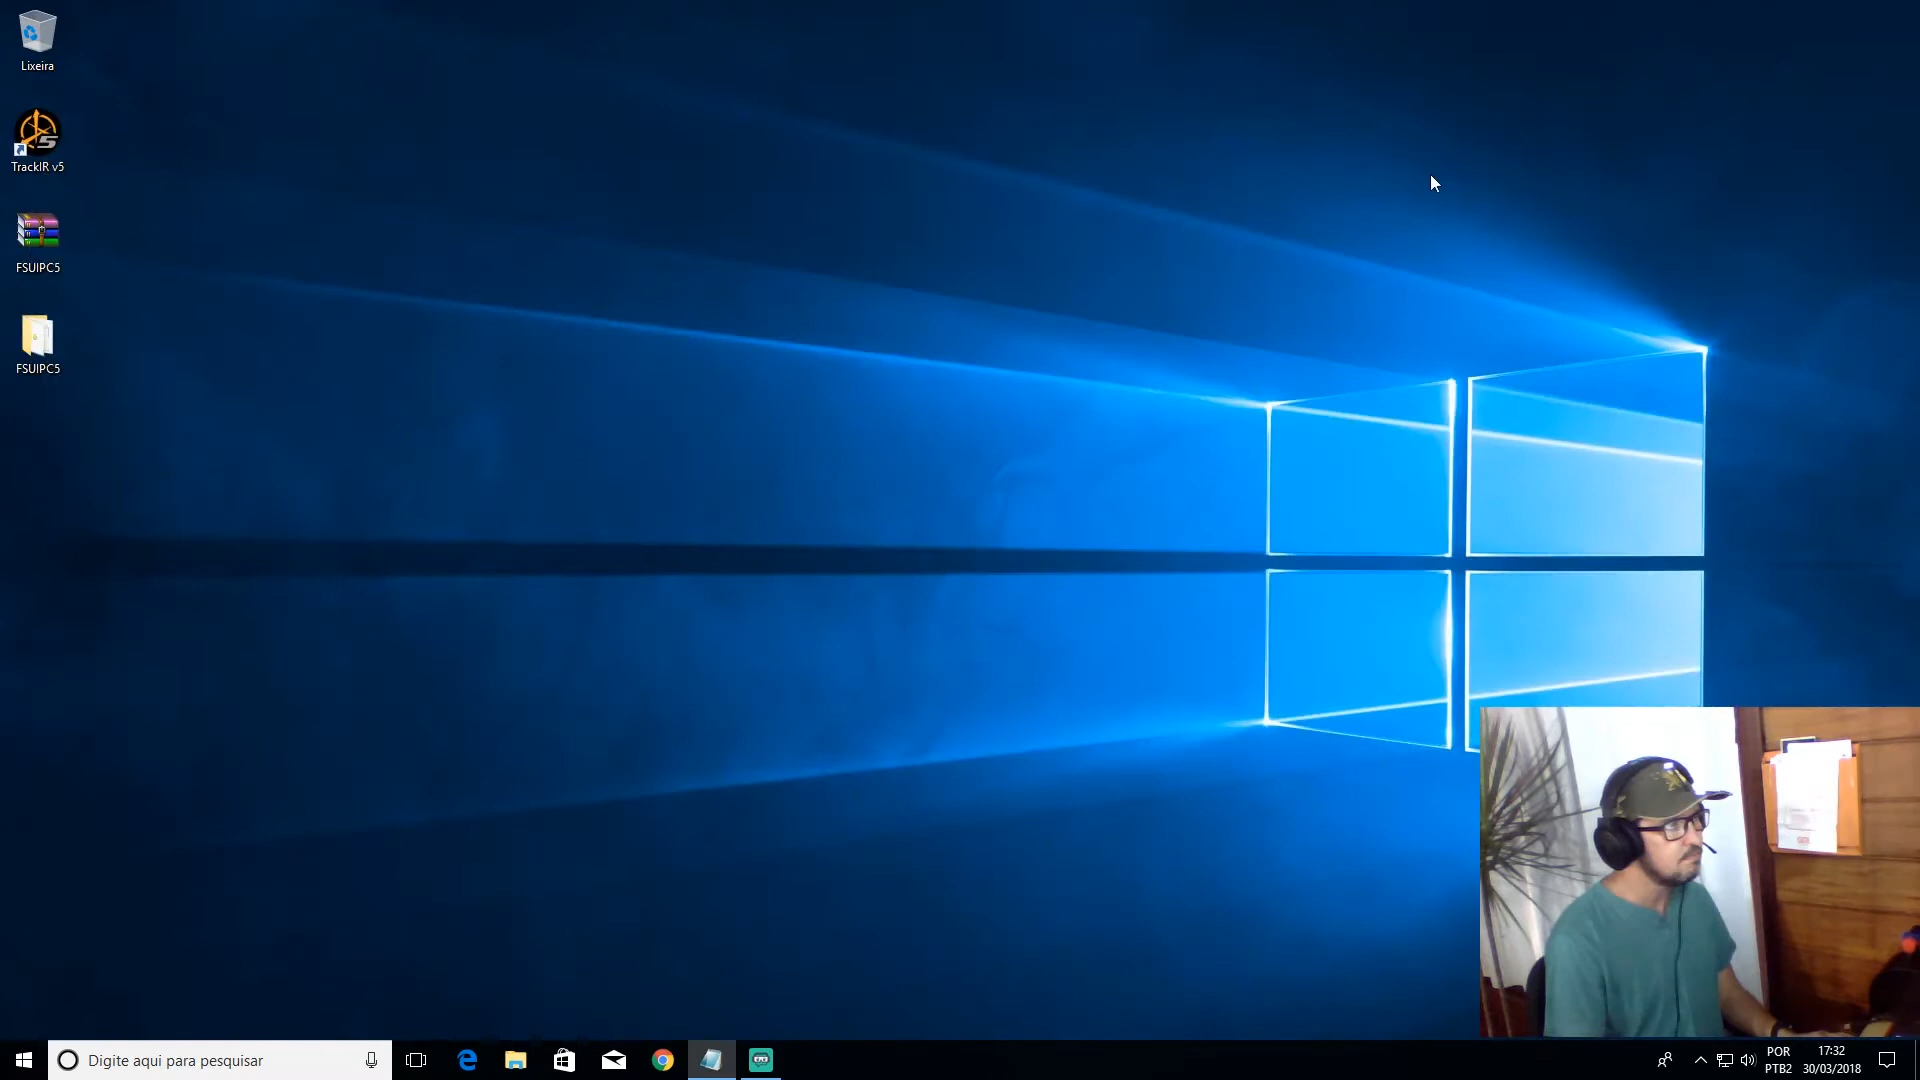 Lixeira
TrackIR v5
FSUIPC5
FSUIPC5
Digite aqui para pesquisar
POR
PTB2
17:32
30/03/2018